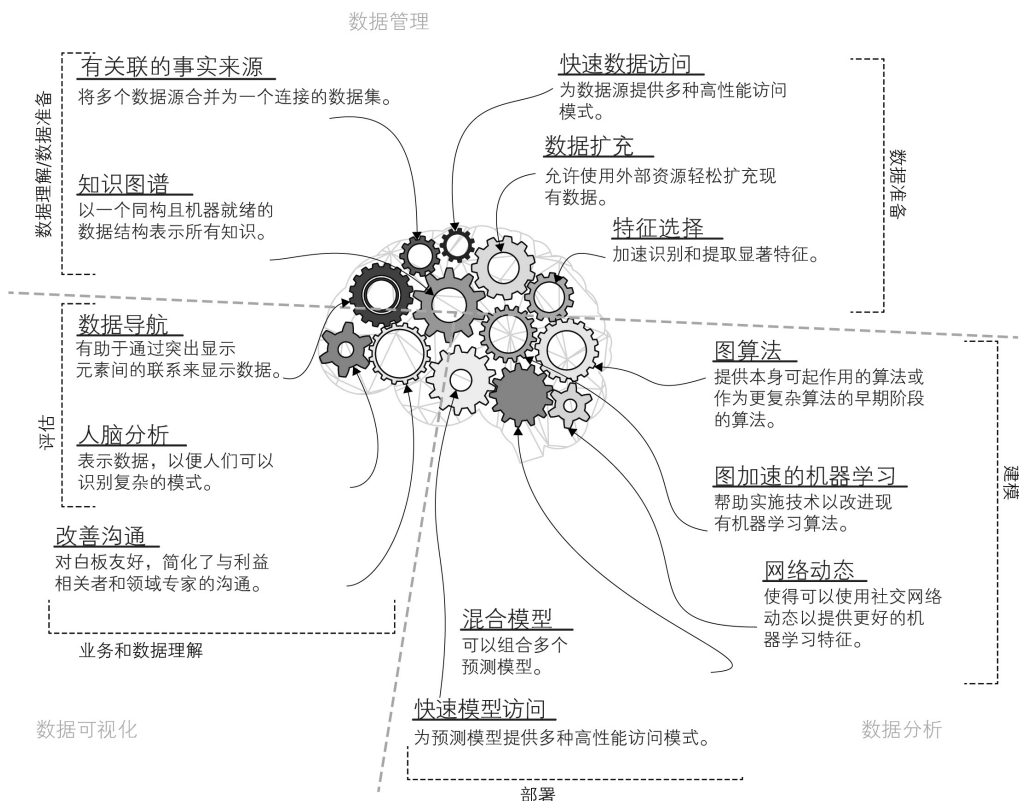 数据管理
有关联的事实来源
将多个数据源合并为一个连接的数据集。
知识图谱
以一个同构且机器就绪的
数据结构表示所有知识。
数据理解/数据准备
快速数据访问
为数据源提供多种高性能访问
模式。
数据扩充
允许使用外部资源轻松扩充现
有数据。
特征选择
加速识别和提取显著特征。
数据准备
数据导航
有助于通过突出显示
元素间的联系来显示数据。
人脑分析
表示数据，以便人们可以
识别复杂的模式。
评估
改善沟通
对白板友好，简化了与利益
相关者和领域专家的沟通。
业务和数据理解
数据可视化
图算法
提供本身可起作用的算法或
作为更复杂算法的早期阶段
的算法。
图加速的机器学习
帮助实施技术以改进现
有机器学习算法。
网络动态
使得可以使用社交网络
动态以提供更好的机
器学习特征。
建模
混合模型
可以组合多个
预测模型。
快速模型访问
为预测模型提供多种高性能访问模式。
部署
数据分析